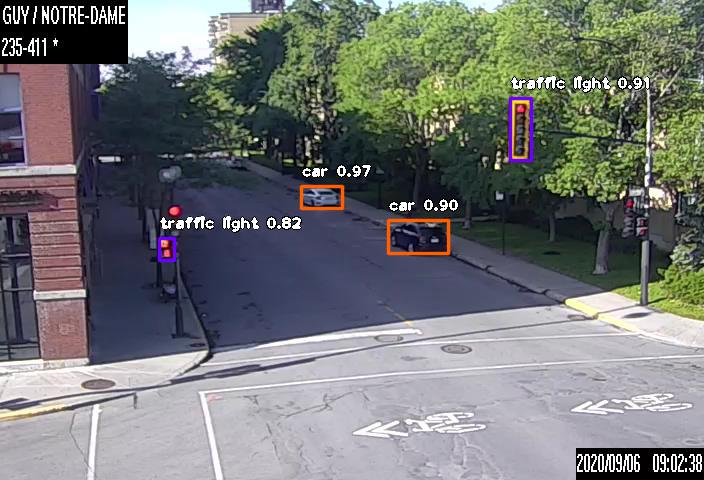 GUY / NOTRE-DAME
235-411 *
traffic light 0.91
car 0.97
car 0.90
traffic light 0.82
2020/09/06 09:02:38